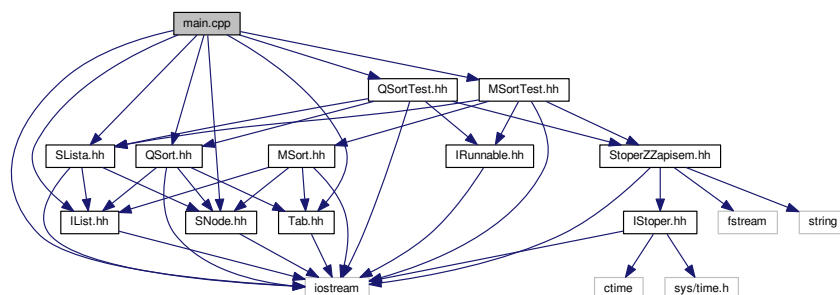 main.cpp
QSortTest.hh
MSortTest.hh
SLista.hh
QSort.hh
MSort.hh
IRunnable.hh
StoperZZapisem.hh
IList.hh
SNode.hh
Tab.hh
IStoper.hh
fstream
string
iostream
ctime
sys/time.h